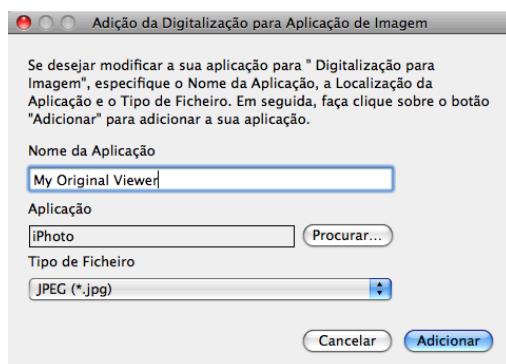 Adição da Digitalização para Aplicação de Imagem
Se desejar modificar a sua aplicação para " Digitalização para
Imagem", especifique o Nome da Aplicação, a Localização da
Aplicação e o Tipo de Ficheiro. Em seguida, faça clique sobre o botão
"Adicionar" para adicionar a sua aplicação.
Nome da Aplicação
My Original Viewer
Aplicação
iPhoto
Procurar...
Tipo de Ficheiro
JPEG (*.jpg)
Cancelar
Adicionar